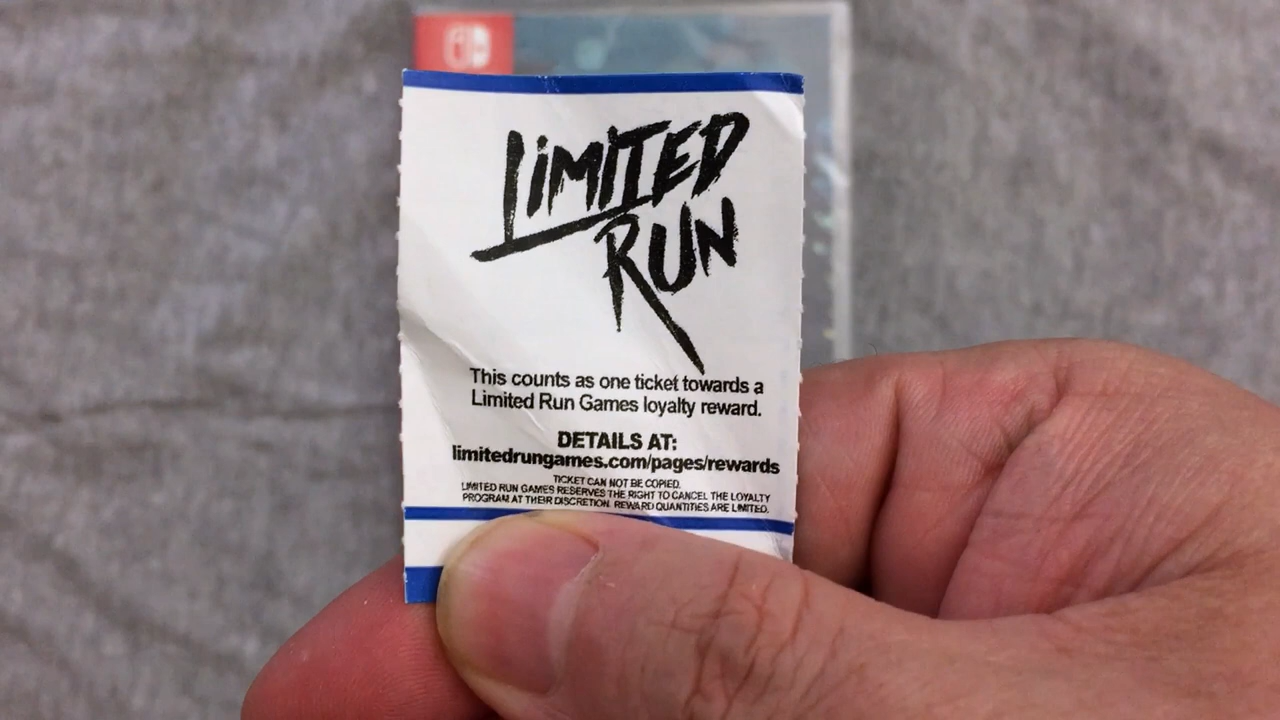 LiMiTED
RUN
This counts as one ticket towards a
Limited Run Games loyalty reward.
DETAILS AT:
limitedrungames.com/pages/rewards
TICKET CAN NOT BE COPIED.
LIMITED RUN GAMES RESERVES THE RIGHT TO CANCEL THE LOYALTY
PROGRAM AT THEIR DISCRETION. REWARD QUANTITIES ARE LIMITED.